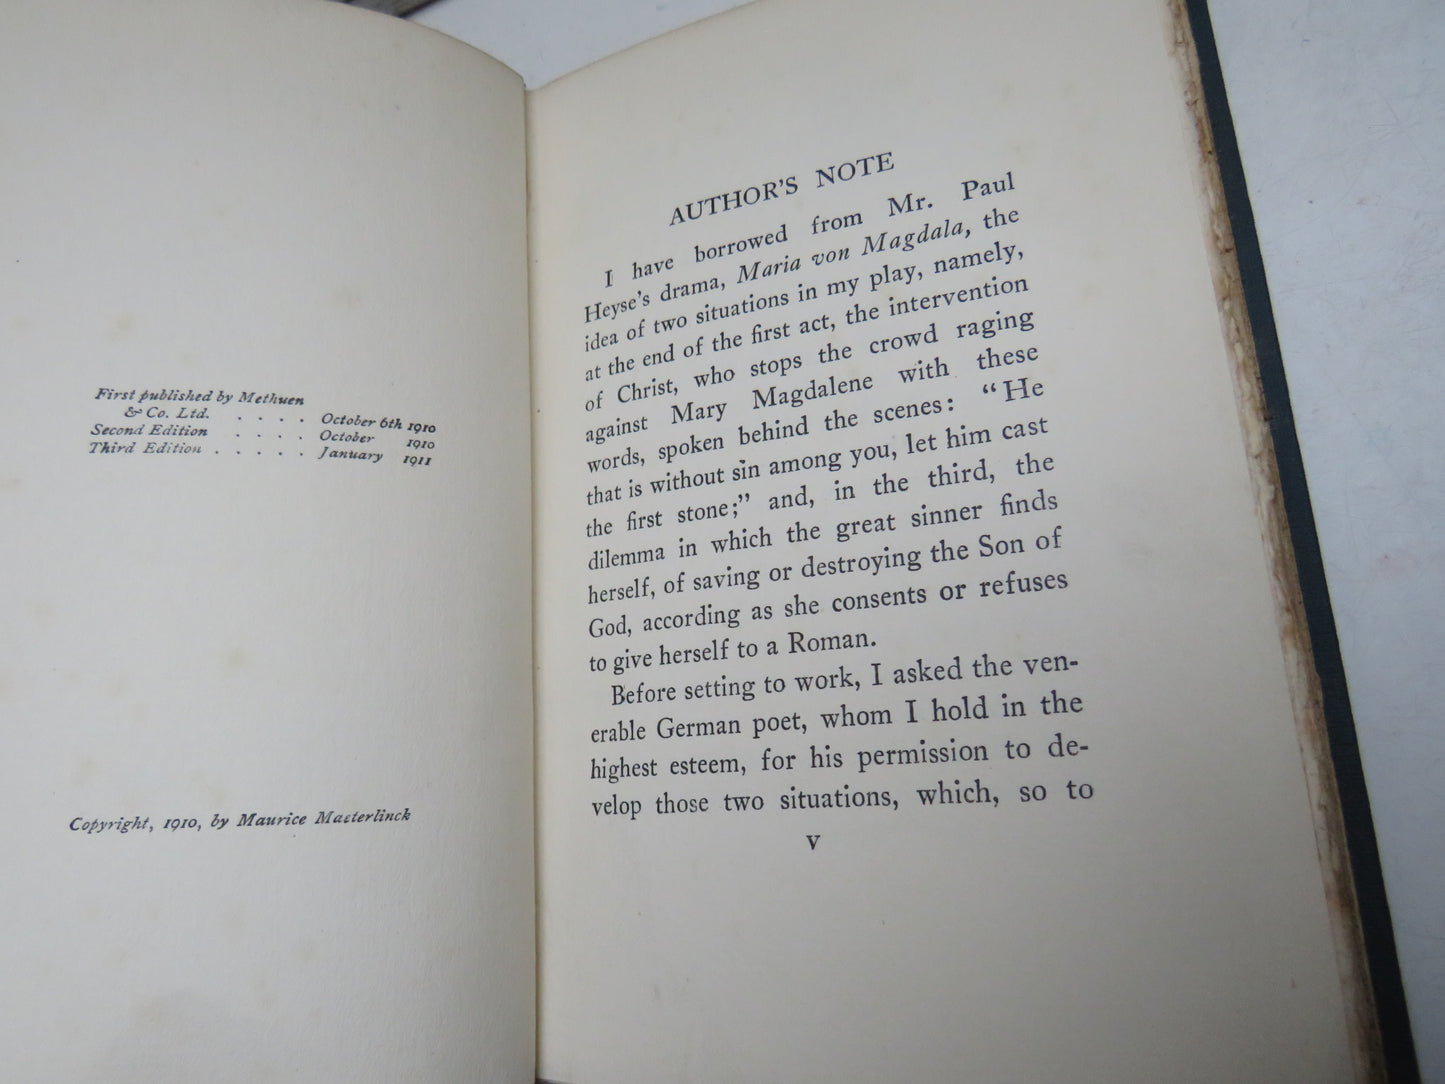 First published by Methuen
& Co. Ltd. . . . . October 6th 1910
Second Edition . . . . October 1910
Third Edition . . . . . January 1911
Copyright, 1910, by Maurice Maeterlinck
AUTHOR'S NOTE
I have borrowed from Mr. Paul
Heyse's drama, Maria von Magdala, the
idea of two situations in my play, namely,
at the end of the first act, the intervention
of Christ, who stops the crowd raging
against Mary Magdalene with these
words, spoken behind the scenes: "He
that is without sin among you, let him cast
the first stone;" and, in the third, the
dilemma in which the great sinner finds
herself, of saving or destroying the Son of
God, according as she consents or refuses
to give herself to a Roman.
Before setting to work, I asked the ven-
erable German poet, whom I hold in the
highest esteem, for his permission to de-
velop those two situations, which, so to
v